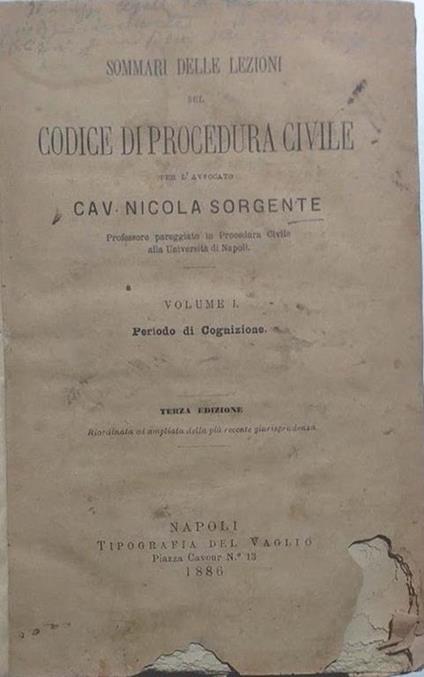 SOMMARI DELLE LEZIONI
SUL
CODICE DI PROCEDURA CIVILE
PER L'AVVOCATO
CAV. NICOLA SORGENTE
Professore pareggiato in Procedura Civile
alla Università di Napoli.
VOLUME I.
Periodo di Cognizione.
TERZA EDIZIONE
Riordinata ed ampliata della più recente giurisprudenza
NAPOLI
TIPOGRAFIA DEL VAGLIO
Piazza Cavour N.º 13
1886